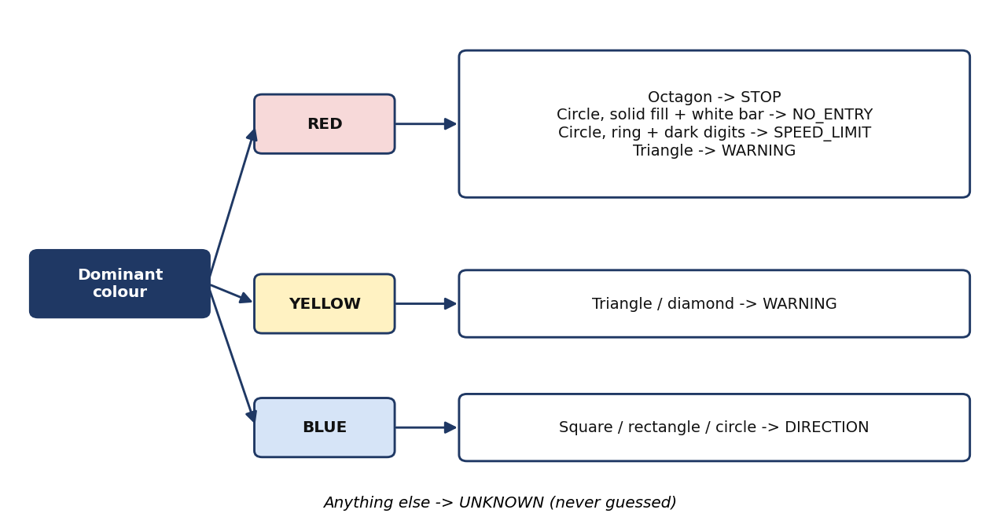 Dominant
colour
RED
Octagon -> STOP
Circle, solid fill + white bar -> NO_ENTRY
Circle, ring + dark digits -> SPEED_LIMIT
Triangle -> WARNING
YELLOW
Triangle / diamond -> WARNING
BLUE
Square / rectangle / circle -> DIRECTION
Anything else -> UNKNOWN (never guessed)